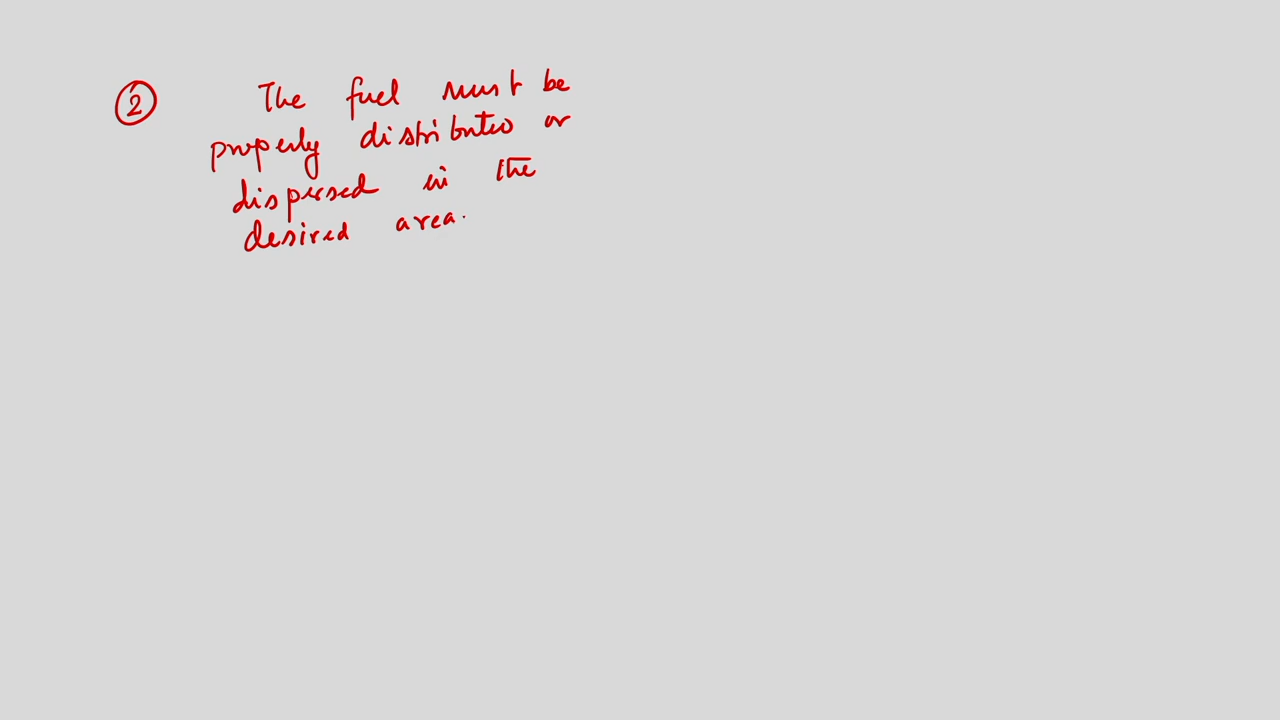 ② The fuel must be
properly distributed or
dispersed in the
desired area.